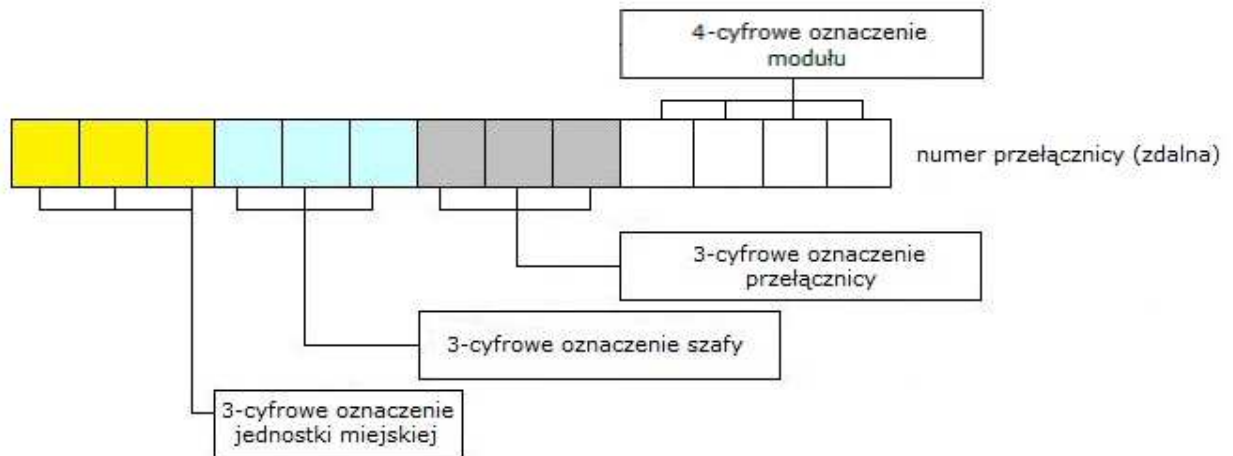 4-cyfrowe oznaczenie
modułu
numer przełącznicy (zdalna)
3-cyfrowe oznaczenie
przełącznicy
3-cyfrowe oznaczenie szafy
3-cyfrowe oznaczenie
jednostki miejskiej